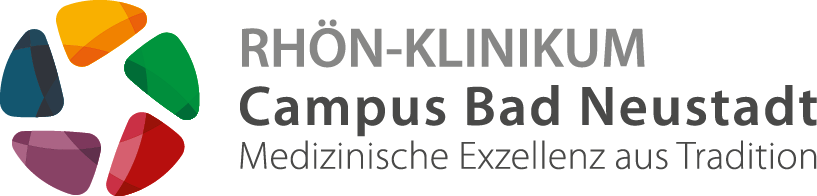 RHÖN-KLINIKUM
Campus Bad Neustadt
Medizinische Exzellenz aus Tradition